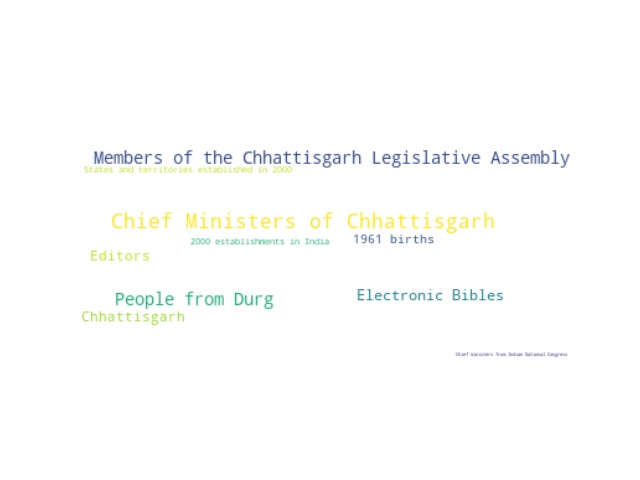 Members of the Chhattisgarh Legislative Assembly
States and territories established in 2000
Chief Ministers of Chhattisgarh
2000 establishments in India
1961 births
Editors
People from Durg
Electronic Bibles
Chhattisgarh
Chief ministers from Indian National Congress